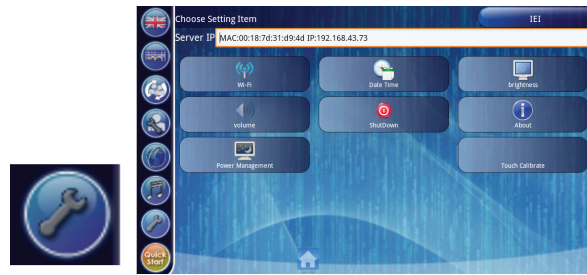 Choose Setting Item
IEI
Server IP MAC:00:18:7d:31:d9:4d IP:192.168.43.73
Wi-Fi
Date Time
brightness
volume
ShutDown
About
Power Management
Touch Calibrate
Quick
Start